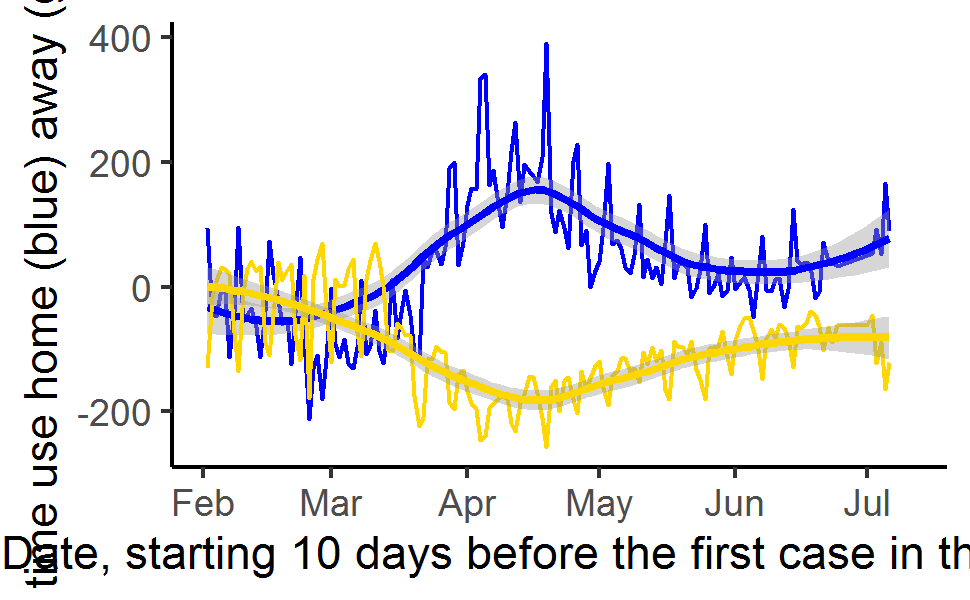 time use home (blue) away (
400
200
0
-200
Feb Mar Apr May Jun Jul
Date, starting 10 days before the first case in th